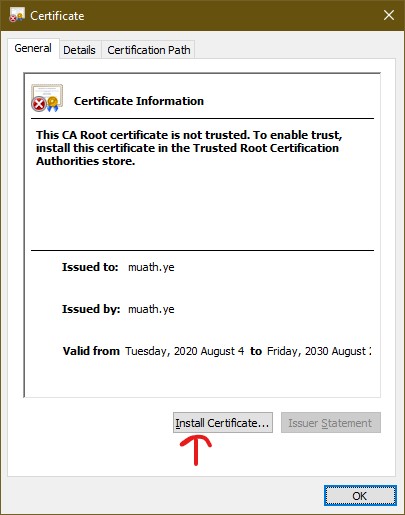 Certificate
General Details Certification Path
Certificate Information
This CA Root certificate is not trusted. To enable trust,
install this certificate in the Trusted Root Certification
Authorities store.
Issued to: muath.ye
Issued by: muath.ye
Valid from Tuesday, 2020 August 4 to Friday, 2030 August
Install Certificate... Issuer Statement
OK